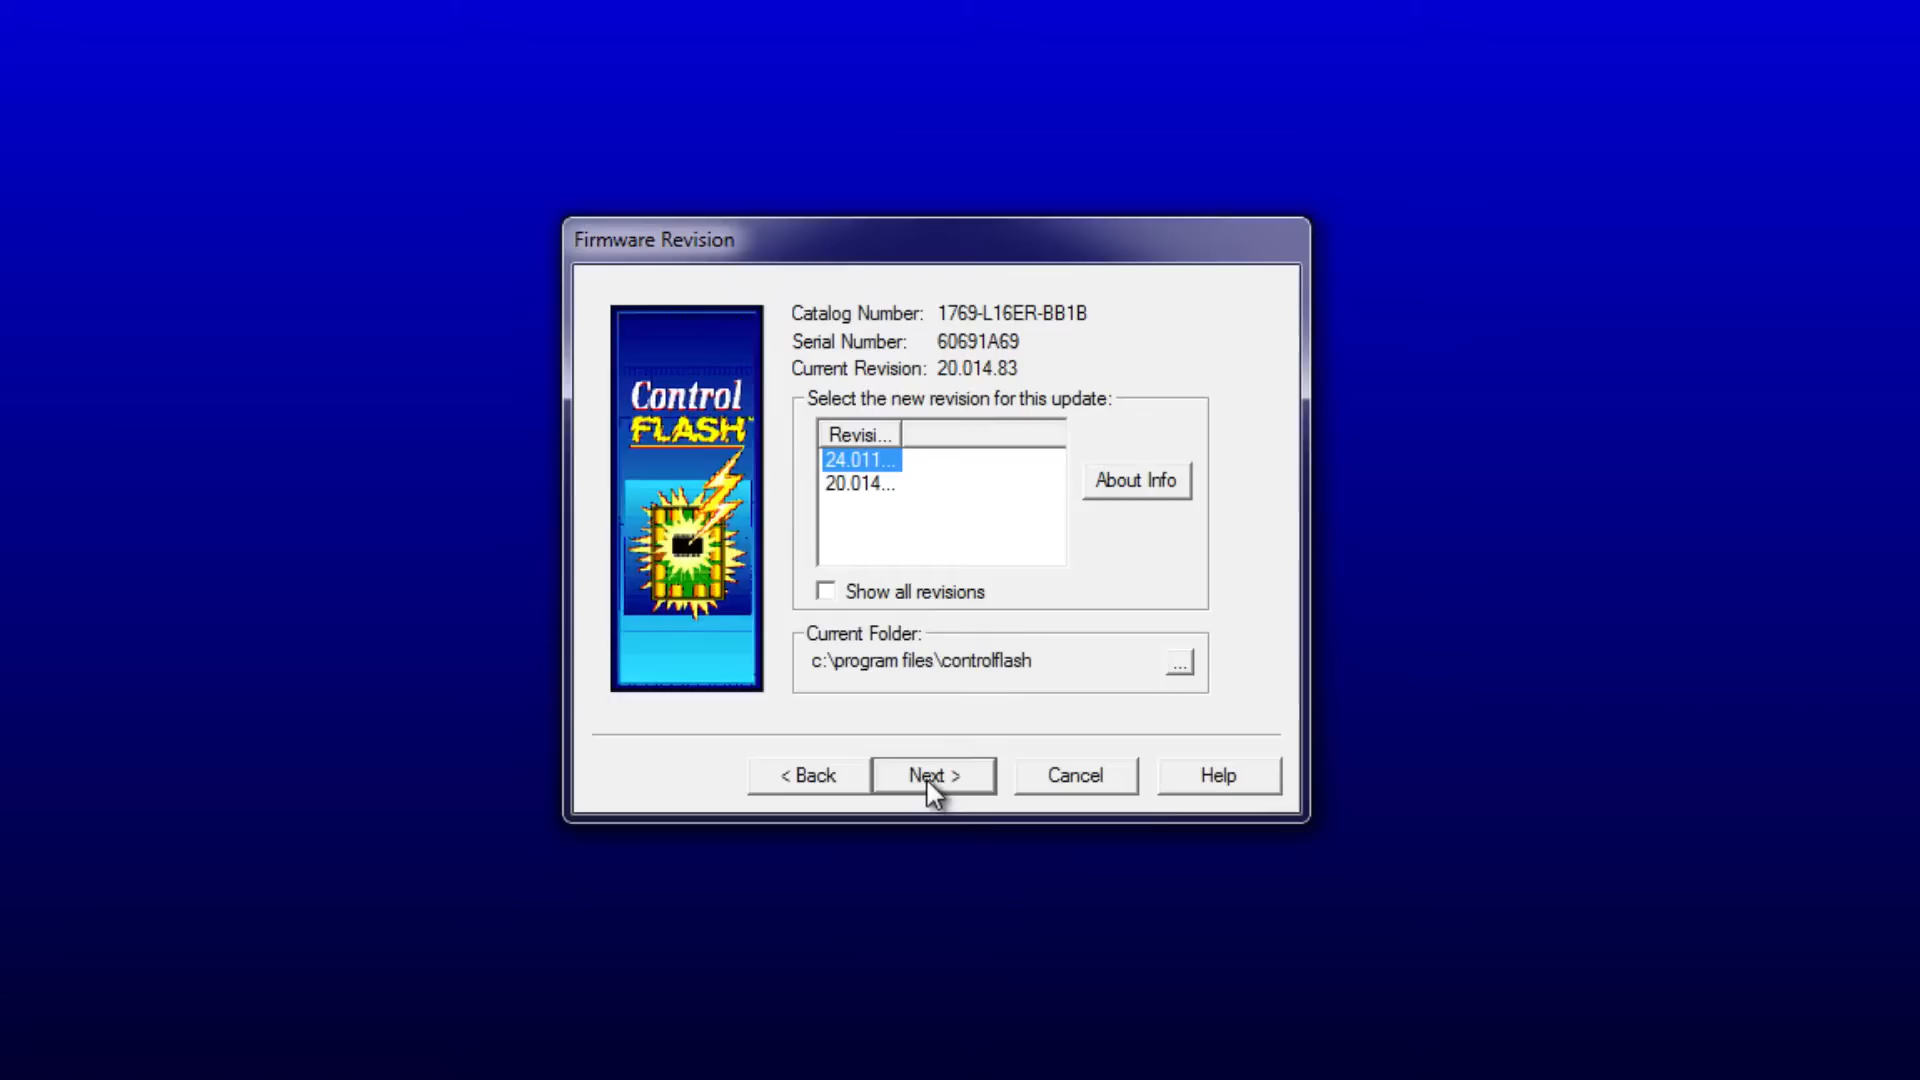 Firmware Revision
Control
FLASH™
Catalog Number: 1769-L16ER-BB1B
Serial Number: 60691A69
Current Revision: 20.014.83
Select the new revision for this update:
Revisi...
24.011...
20.014...
About Info
Show all revisions
Current Folder:
c:\program files\controlflash
...
< Back
Next >
Cancel
Help